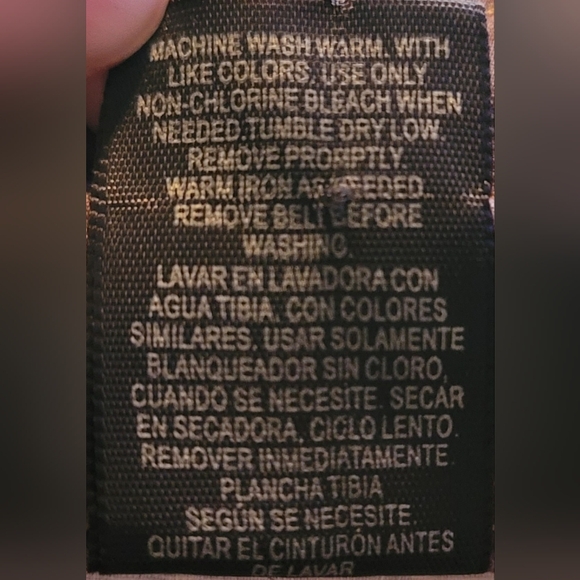 MACHINE WASH WARM. WITH
LIKE COLORS. USE ONLY
NON-CHLORINE BLEACH WHEN
NEEDED. TUMBLE DRY LOW
REMOVE PROMPTLY
WARM IRON AS NEEDED.
REMOVE BELT BEFORE
WASHING.
LAVAR EN LAVADORA CON
AGUA TIBIA, CON COLORES
SIMILARES. USAR SOLAMENTE
BLANQUEADOR SIN CLORO,
CUANDO SE NECESITE. SECAR
EN SECADORA, CICLO LENTO.
REMOVER INMEDIATAMENTE
PLANCHA TIBIA
SEGÚN SE NECESITE.
QUITAR EL CINTURÓN ANTES
DE LAVAR